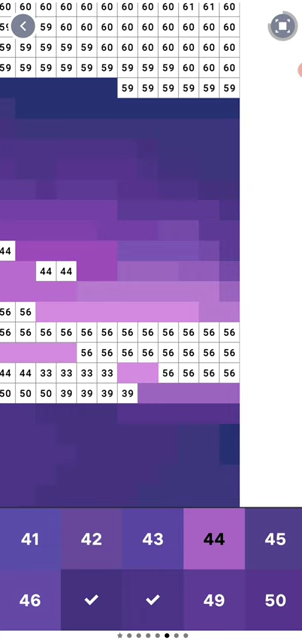 60 60 60 60 60 60 60 60 60 61 61 60
59 60 60 60 60 60 60 60 60 60
59 59 59 59 59 60 60 60 60 60 60 60
59 59 59 59 59 59 59 59 59 60 60 60
59 59 59 59 59 59
44
44 44
56 56
56 56 56 56 56 56 56 56 56 56 56 56
56 56 56 56 56 56 56 56
44 44 33 33 33 33 56 56 56 56
50 50 50 39 39 39 39
41 42 43 44 45
46 49 50